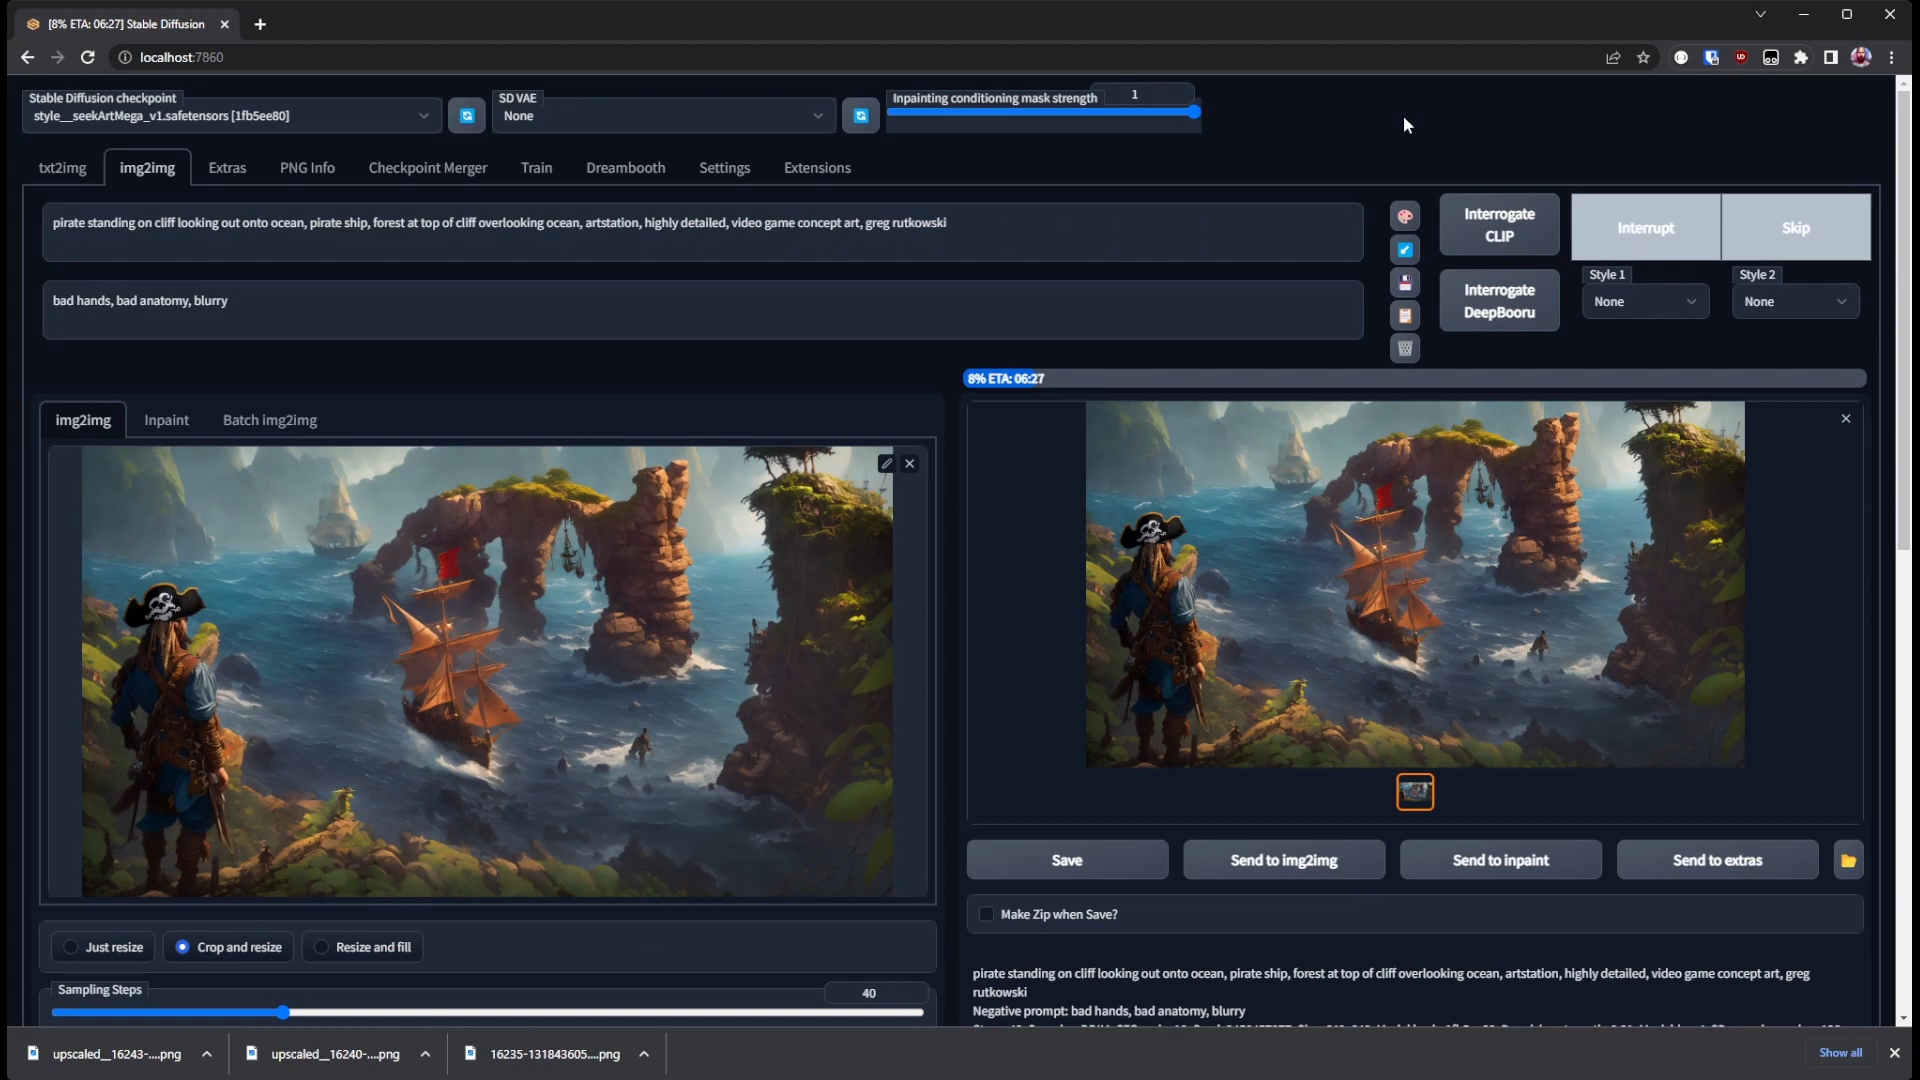 [8% ETA: 06:27] Stable Diffusion
localhost:7860
Stable Diffusion checkpoint
style__seekArtMega_v1.safetensors [1fb5ee80]
SD VAE
None
Inpainting conditioning mask strength
1
txt2img
img2img
Extras
PNG Info
Checkpoint Merger
Train
Dreambooth
Settings
Extensions
pirate standing on cliff looking out onto ocean, pirate ship, forest at top of cliff overlooking ocean, artstation, highly detailed, video game concept art, greg rutkowski
bad hands, bad anatomy, blurry
Interrogate
CLIP
Interrogate
DeepBooru
Interrupt
Skip
Style 1
None
Style 2
None
8% ETA: 06:27
img2img
Inpaint
Batch img2img
Just resize
Crop and resize
Resize and fill
Sampling Steps
40
Save
Send to img2img
Send to inpaint
Send to extras
Make Zip when Save?
pirate standing on cliff looking out onto ocean, pirate ship, forest at top of cliff overlooking ocean, artstation, highly detailed, video game concept art, greg
rutkowski
Negative prompt: bad hands, bad anatomy, blurry
upscaled__16243-....png
upscaled__16240-....png
16235-131843605....png
Show all